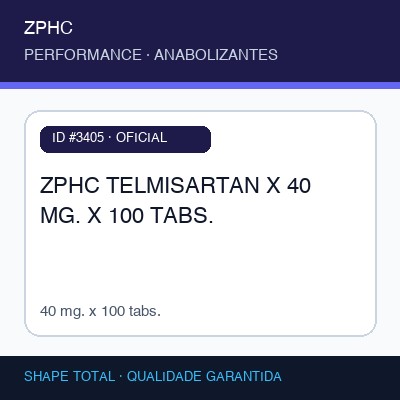 ZPHC
PERFORMANCE · ANABOLIZANTES
ID #3405 · OFICIAL
ZPHC TELMISARTAN X 40
MG. X 100 TABS.
40 mg. x 100 tabs.
SHAPE TOTAL · QUALIDADE GARANTIDA